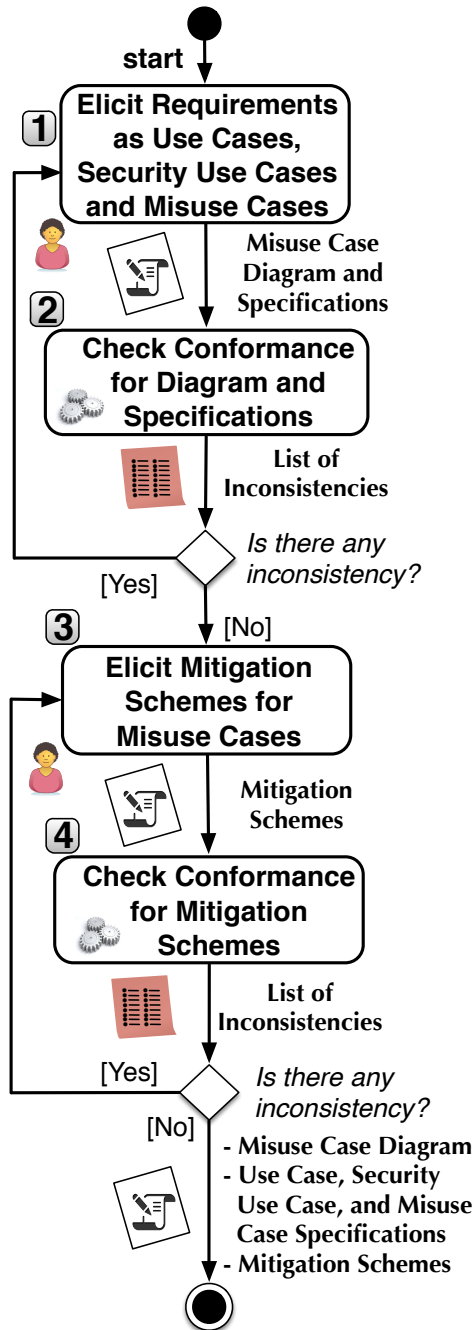 start
1
Elicit Requirements
as Use Cases,
Security Use Cases
and Misuse Cases
Misuse Case
Diagram and
Specifications
2
Check Conformance
for Diagram and
Specifications
List of
Inconsistencies
Is there any
inconsistency?
[Yes]
[No]
3
Elicit Mitigation
Schemes for
Misuse Cases
Mitigation
Schemes
4
Check Conformance
for Mitigation
Schemes
List of
Inconsistencies
[Yes]
Is there any
inconsistency?
[No]
- Misuse Case Diagram
- Use Case, Security
Use Case, and Misuse
Case Specifications
- Mitigation Schemes